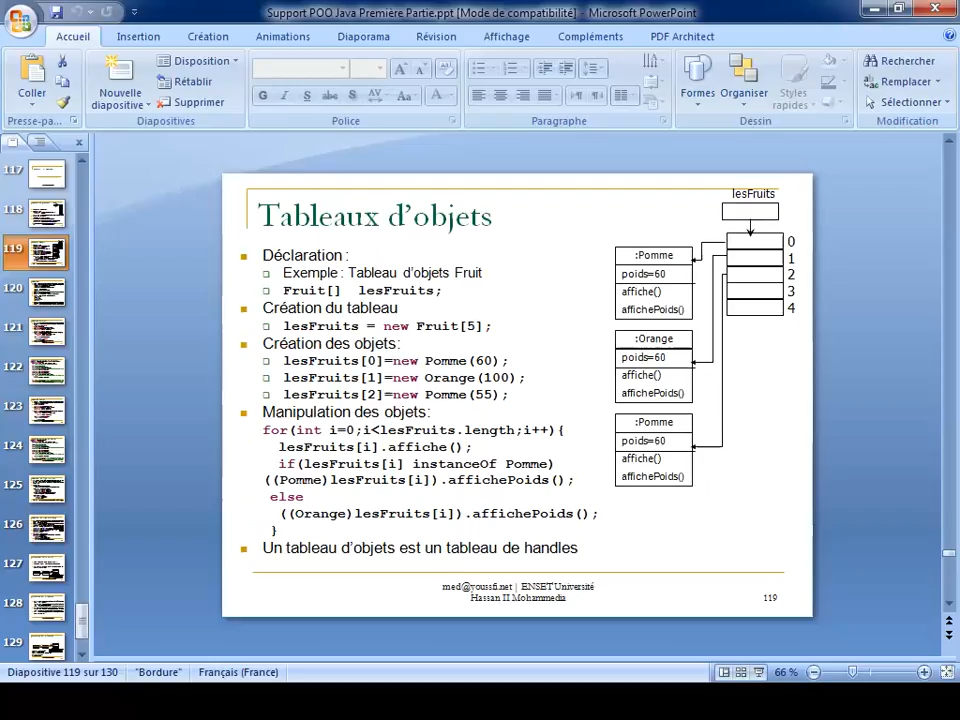 Support POO Java Première Partie.ppt [Mode de compatibilité] - Microsoft PowerPoint
Accueil
Insertion
Création
Animations
Diaporama
Révision
Affichage
Compléments
PDF Architect
Coller
Presse-pa...
Nouvelle
diapositive
Disposition
Rétablir
Supprimer
Diapositives
G I S abc S AV Aa A
Police
Paragraphe
Formes
Organiser
Styles
rapides
Dessin
Rechercher
Remplacer
Sélectionner
Modification
117
118
119
120
121
122
123
124
125
126
127
128
129
Tableaux d'objets
Déclaration :
Exemple : Tableau d'objets Fruit
Fruit[] lesFruits;
Création du tableau
lesFruits = new Fruit[5];
Création des objets:
lesFruits[0]=new Pomme(60);
lesFruits[1]=new Orange(100);
lesFruits[2]=new Pomme(55);
Manipulation des objets:
for(int i=0;i<lesFruits.length;i++){
lesFruits[i].affiche();
if(lesFruits[i] instanceOf Pomme)
((Pomme)lesFruits[i]).affichePoids();
else
((Orange)lesFruits[i]).affichePoids();
}
Un tableau d'objets est un tableau de handles
lesFruits
0
1
2
3
4
:Pomme
poids=60
affiche()
affichePoids()
:Orange
poids=60
affiche()
affichePoids()
:Pomme
poids=60
affiche()
affichePoids()
med@youssfi.net | ENSET Université
Hassan II Mohammedia
119
Diapositive 119 sur 130
"Bordure"
Français (France)
66 %